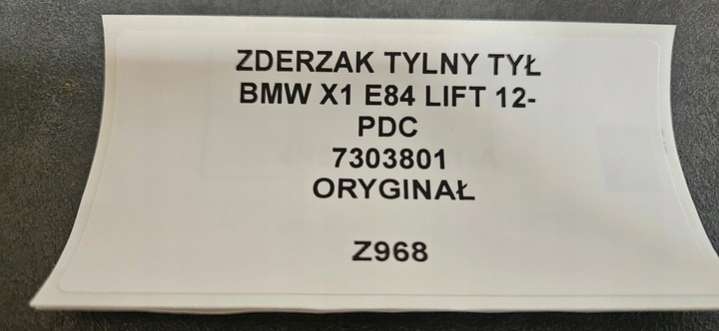 ZDERZAK TYLNY TYŁ
BMW X1 E84 LIFT 12-
PDC
7303801
ORYGINAŁ
Z968